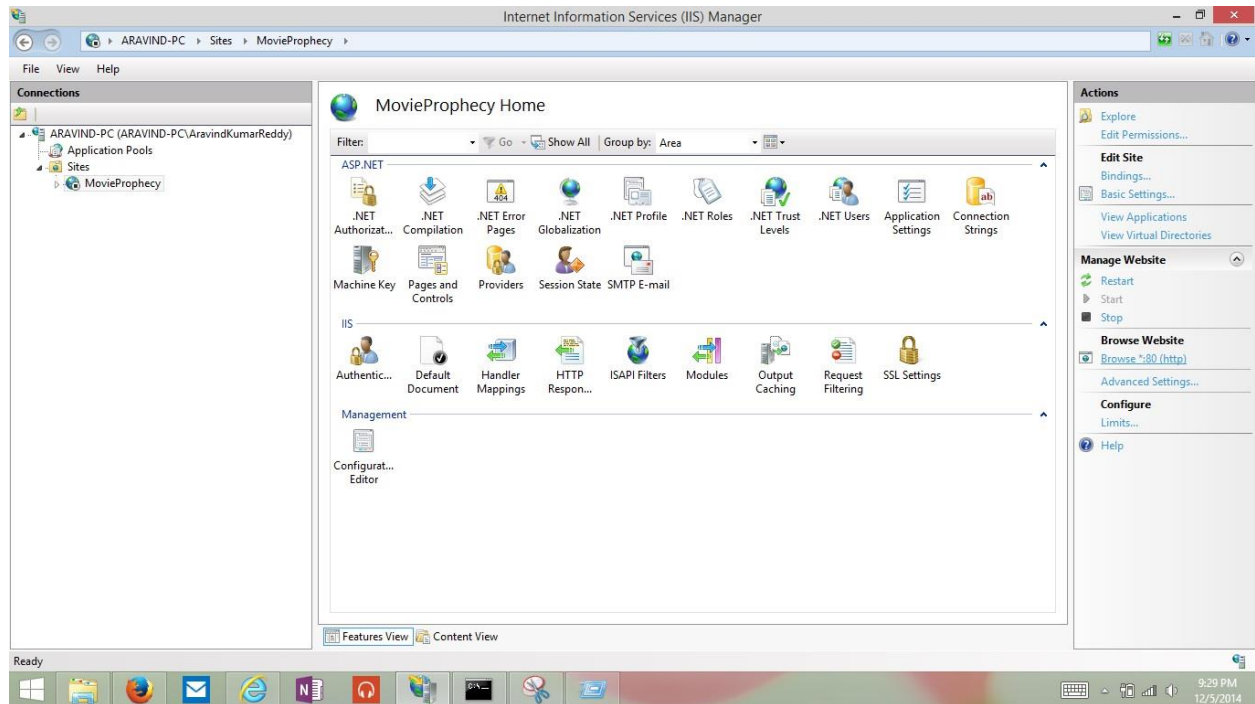 Internet Information Services (IIS) Manager
ARAVIND-PC Sites MovieProphecy
File View Help
Connections
ARAVIND-PC (ARAVIND-PC\AravindKumarReddy)
Application Pools
Sites
MovieProphecy
MovieProphecy Home
Filter: Go Show All Group by: Area
ASP.NET
.NET Authorizat...
.NET Compilation
404
.NET Error Pages
.NET Globalization
.NET Profile
.NET Roles
.NET Trust Levels
.NET Users
Application Settings
ab
Connection Strings
Machine Key
Pages and Controls
Providers
Session State
SMTP E-mail
IIS
Authentic...
Default Document
Handler Mappings
HTTP Respon...
ISAPI Filters
Modules
Output Caching
Request Filtering
SSL Settings
Management
Configurat... Editor
Features View Content View
Actions
Explore
Edit Permissions...
Edit Site
Bindings...
Basic Settings...
View Applications
View Virtual Directories
Manage Website
Restart
Start
Stop
Browse Website
Browse *:80 (http)
Advanced Settings...
Configure
Limits...
Help
Ready
9:29 PM
12/5/2014